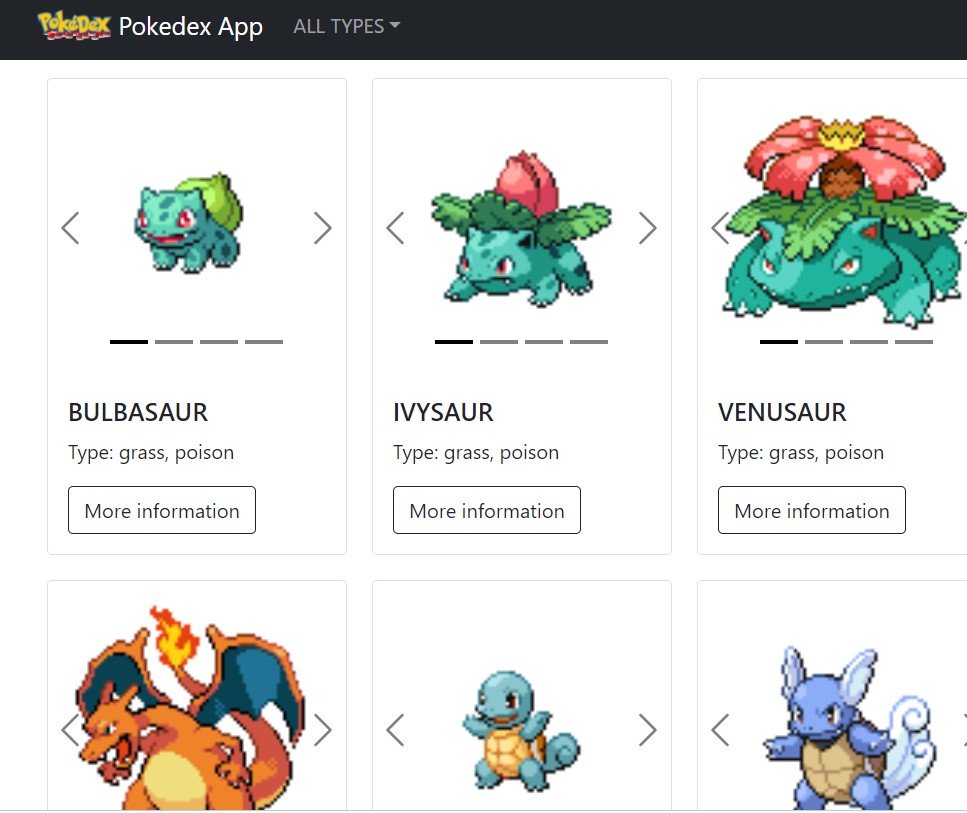 PokéDex Pokedex App ALL TYPES
BULBASAUR
Type: grass, poison
More information
IVYSAUR
Type: grass, poison
More information
VENUSAUR
Type: grass, poison
More information